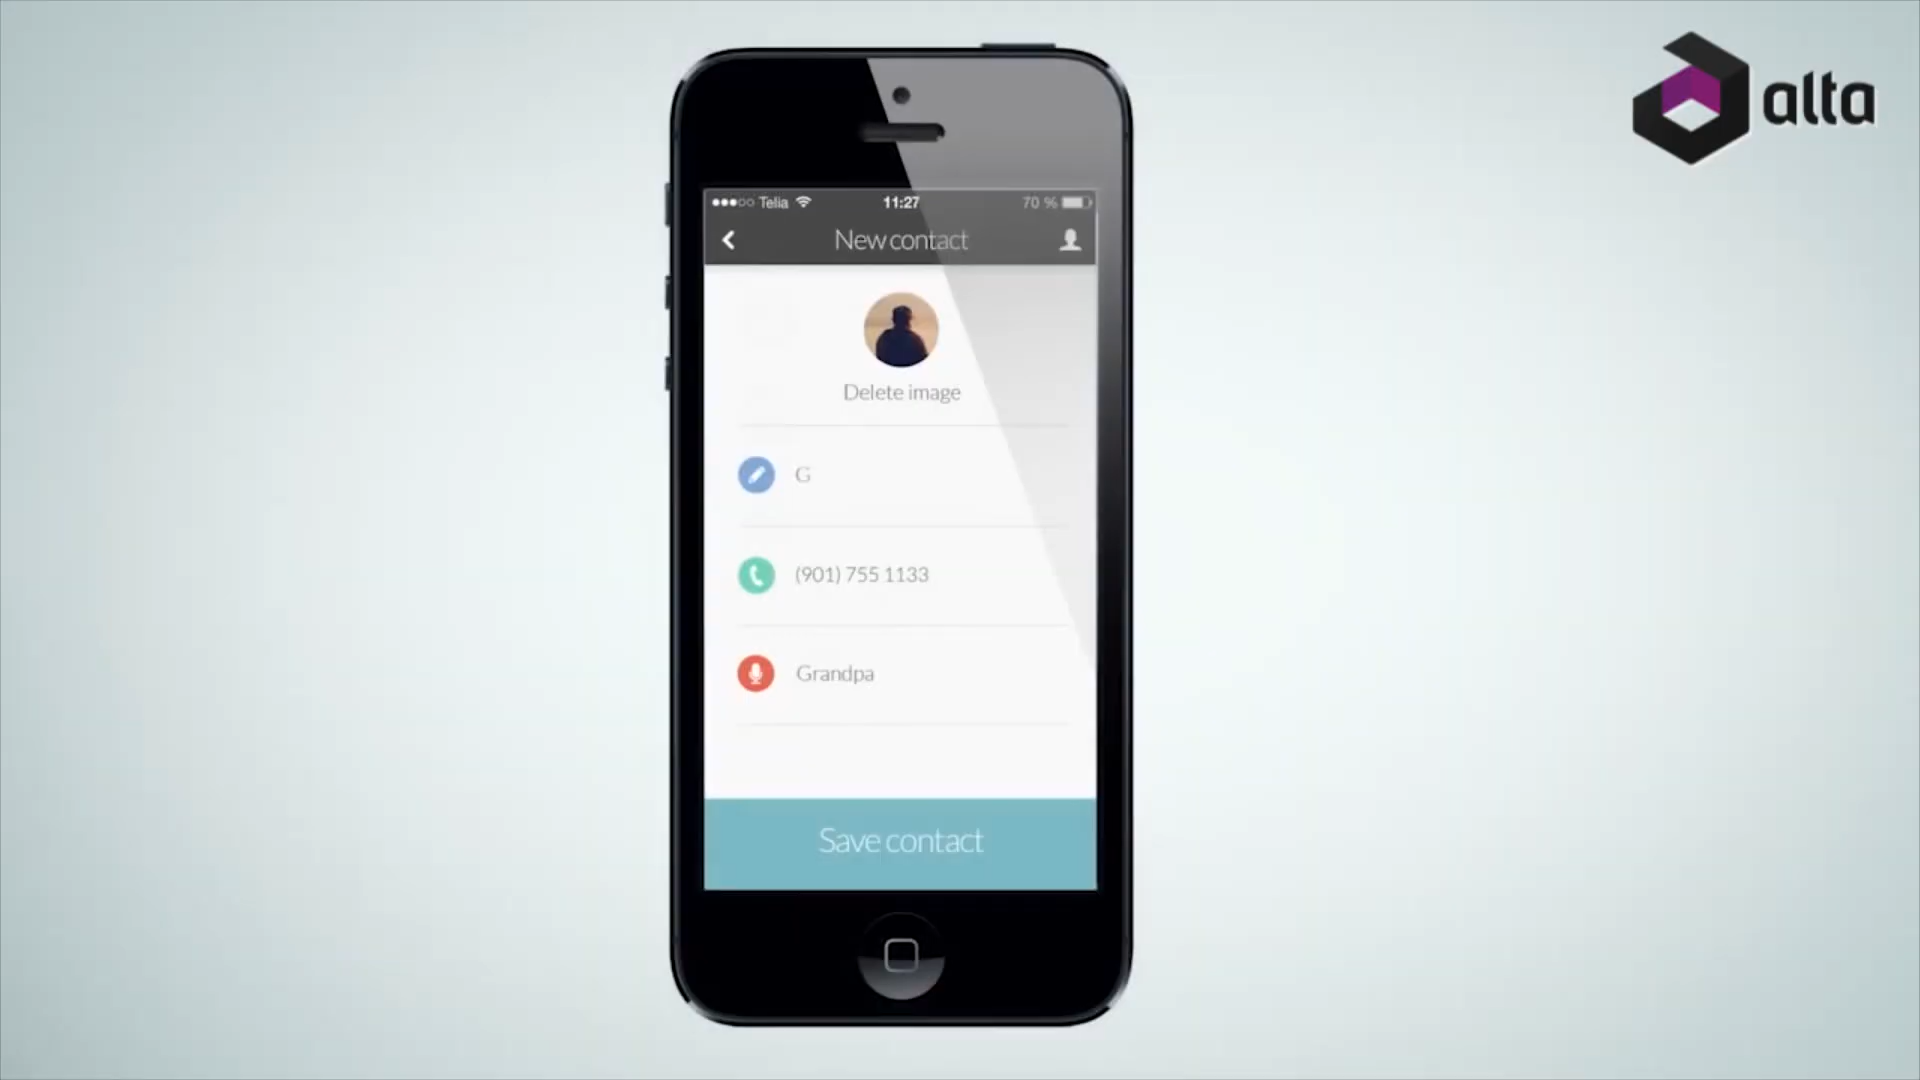 alta
Telia 11:27 70 %
New contact
Delete image
G
(901) 755 1133
Grandpa
Save contact